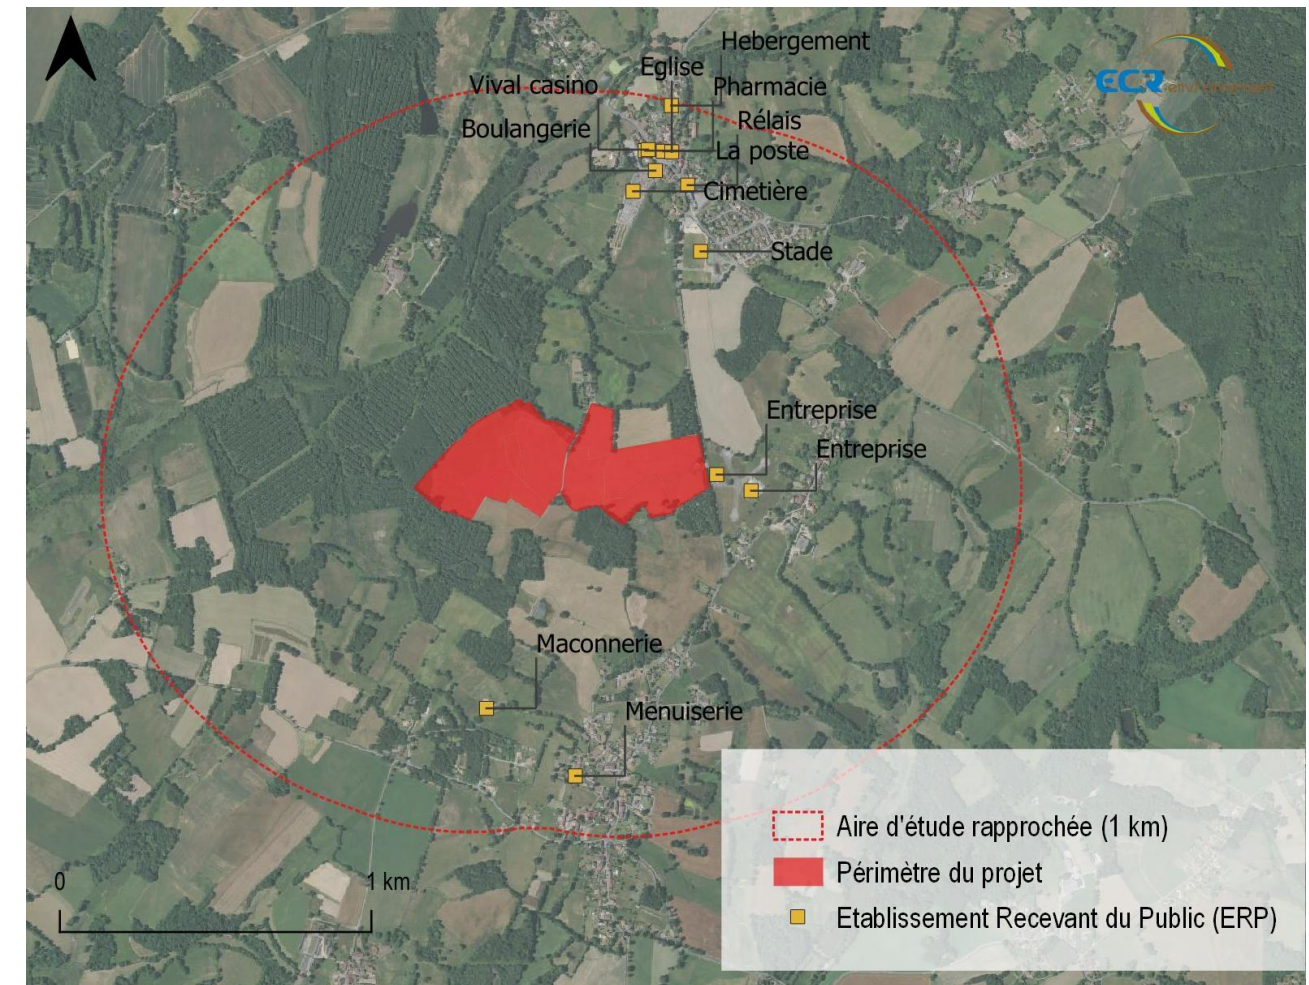 Hebergement
Eglise
Vival casino
Pharmacie
Rélais
Boulangerie
La poste
Cimetière
Stade
Entreprise
Entreprise
Maconnerie
Menuiserie
ECR environnement
Aire d'étude rapprochée (1 km)
Périmètre du projet
Etablissement Recevant du Public (ERP)
0
1 km